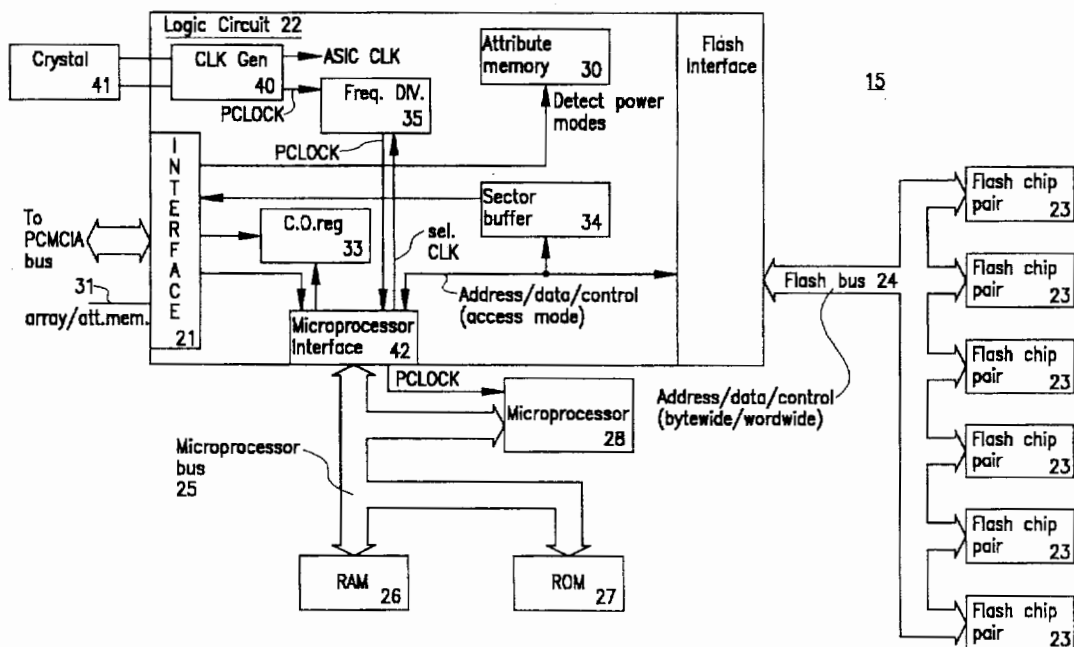 Logic Circuit 22
Crystal
41
CLK Gen
40
ASIC CLK
PCLOCK
Freq. DIV.
35
Attribute
memory
30
Detect power
modes
Flash
Interface
15
PCLOCK
INTERFACE
21
To
PCMCIA
bus
31
array/att.mem.
C.O.reg
33
sel.
CLK
Sector
buffer
34
Address/data/control
(access mode)
Microprocessor
Interface
42
PCLOCK
Microprocessor
28
Microprocessor
bus
25
RAM
26
ROM
27
Flash bus 24
Address/data/control
(bytewide/wordwide)
Flash chip
pair
23
Flash chip
pair
23
Flash chip
pair
23
Flash chip
pair
23
Flash chip
pair
23
Flash chip
pair
23